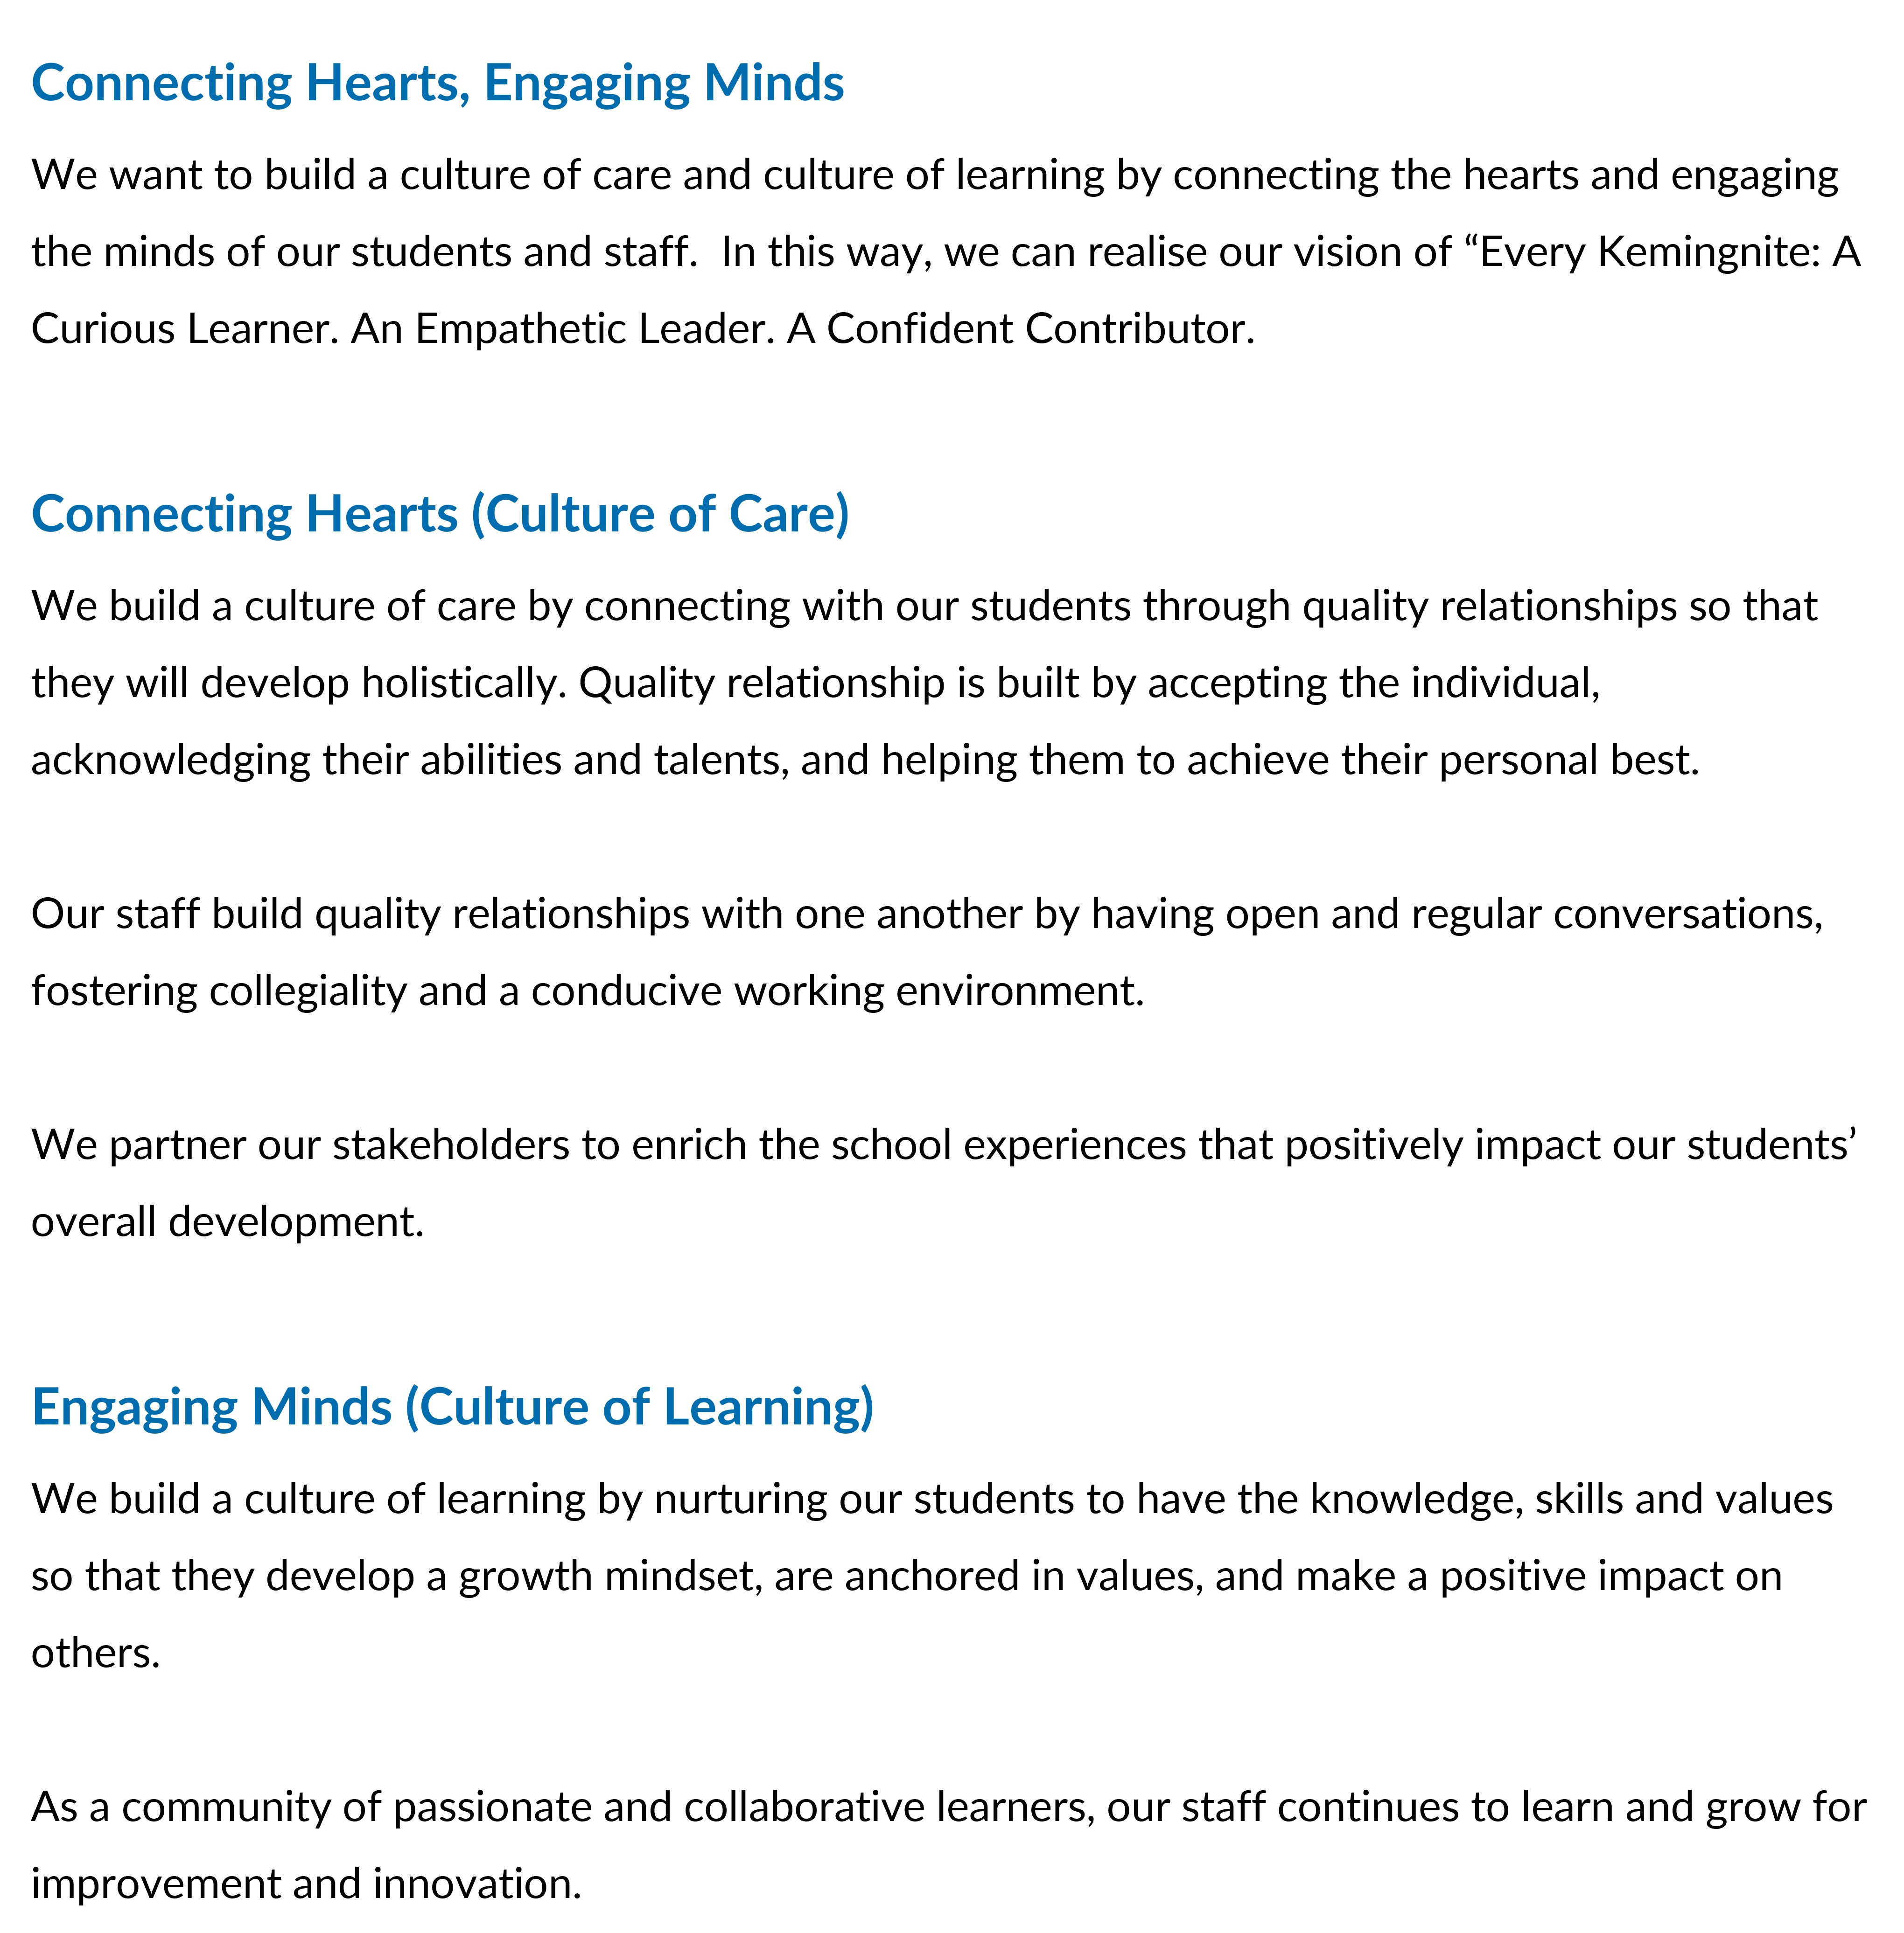 Connecting Hearts, Engaging Minds
We want to build a culture of care and culture of learning by connecting the hearts and engaging
the minds of our students and staff.  In this way, we can realise our vision of “Every Kemingnite: A
Curious Learner. An Empathetic Leader. A Confident Contributor.
Connecting Hearts (Culture of Care)
We build a culture of care by connecting with our students through quality relationships so that
they will develop holistically. Quality relationship is built by accepting the individual,
acknowledging their abilities and talents, and helping them to achieve their personal best.
Our staff build quality relationships with one another by having open and regular conversations,
fostering collegiality and a conducive working environment.
We partner our stakeholders to enrich the school experiences that positively impact our students’
overall development.
Engaging Minds (Culture of Learning)
We build a culture of learning by nurturing our students to have the knowledge, skills and values
so that they develop a growth mindset, are anchored in values, and make a positive impact on
others.
As a community of passionate and collaborative learners, our staff continues to learn and grow for
improvement and innovation.